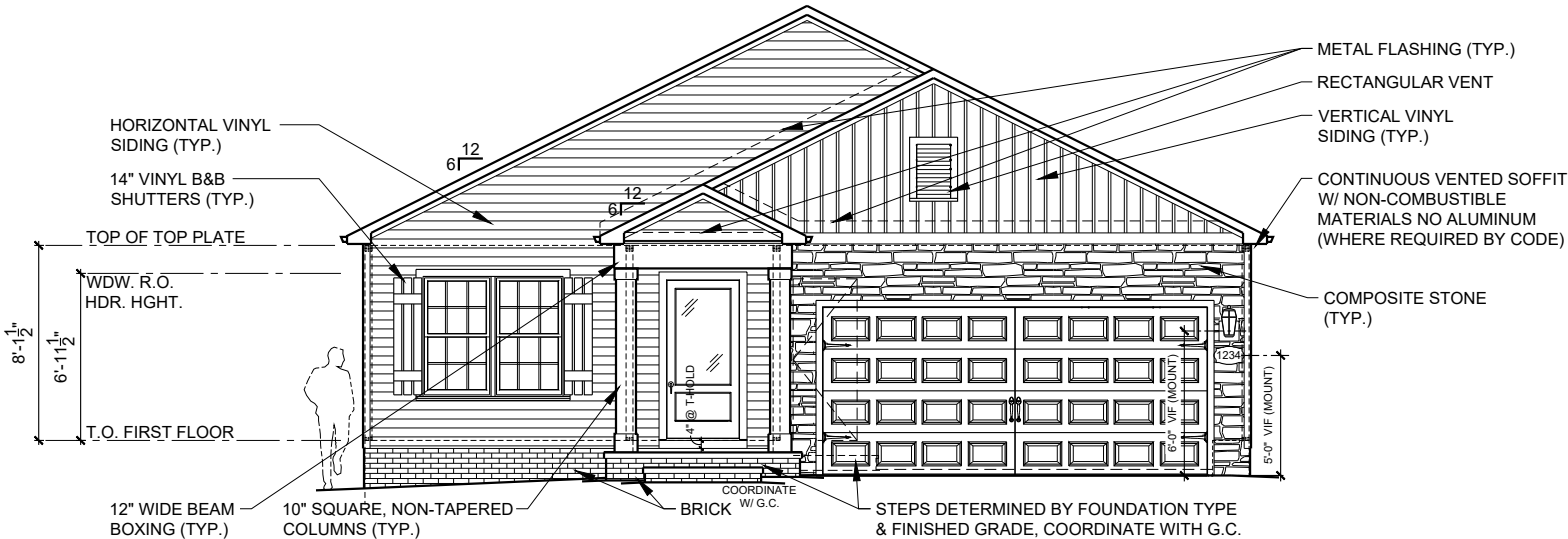 METAL FLASHING (TYP.)
RECTANGULAR VENT
VERTICAL VINYL
SIDING (TYP.)
HORIZONTAL VINYL
SIDING (TYP.)
12
6
14" VINYL B&B
SHUTTERS (TYP.)
12
6
CONTINUOUS VENTED SOFFIT
W/ NON-COMBUSTIBLE
MATERIALS NO ALUMINUM
(WHERE REQUIRED BY CODE)
TOP OF TOP PLATE
WDW. R.O.
HDR. HGHT.
8'-1 1/2"
6'-11 1/2"
COMPOSITE STONE
(TYP.)
1234
6'-0" VIF (MOUNT)
5'-0" VIF (MOUNT)
4" @ T-HOLD
T.O. FIRST FLOOR
12" WIDE BEAM
BOXING (TYP.)
10" SQUARE, NON-TAPERED
COLUMNS (TYP.)
BRICK
COORDINATE
W/ G.C.
STEPS DETERMINED BY FOUNDATION TYPE
& FINISHED GRADE, COORDINATE WITH G.C.